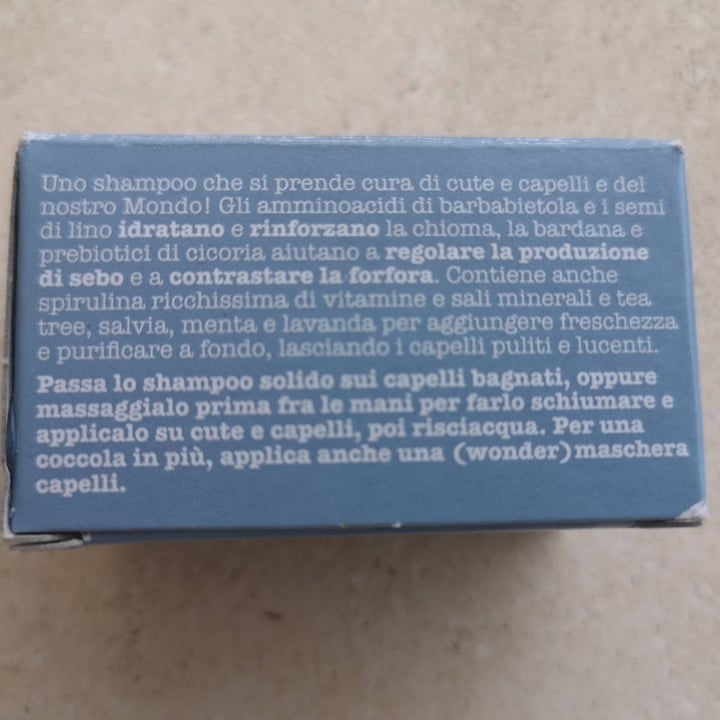 Uno shampoo che si prende cura di cute e capelli e del
nostro Mondo! Gli amminoacidi di barbabietola e i semi
di lino idratano e rinforzano la chioma, la bardana e
prebiotici di cicoria aiutano a regolare la produzione
di sebo e a contrastare la forfora. Contiene anche
spirulina ricchissima di vitamine e sali minerali e tea
tree, salvia, menta e lavanda per aggiungere freschezza
e purificare a fondo, lasciando i capelli puliti e lucenti.
Passa lo shampoo solido sui capelli bagnati, oppure
massaggialo prima fra le mani per farlo schiumare e
applicalo su cute e capelli, poi risciacqua. Per una
coccola in più, applica anche una (wonder)maschera
capelli.